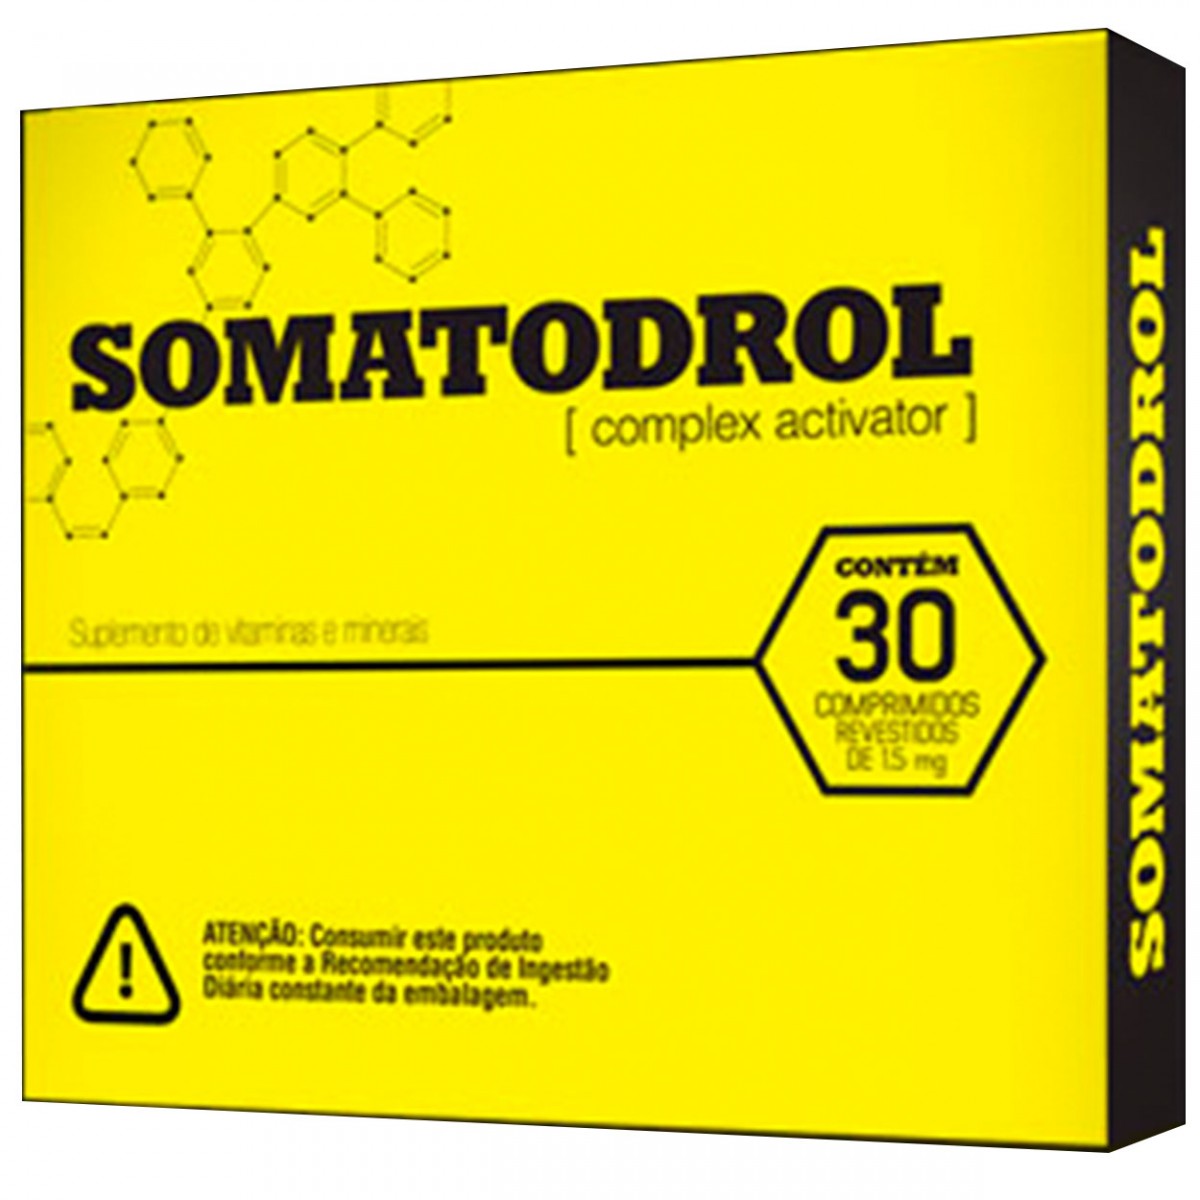 SOMATODROL
[ complex activator ]
Suplemento de vitaminas e minerais
CONTÉM
30
COMPRIMIDOS
REVESTIDOS
DE 1,5 mg
ATENÇÃO: Consumir este produto
conforme a Recomendação de Ingestão
Diária constante da embalagem.
SOMATODROL